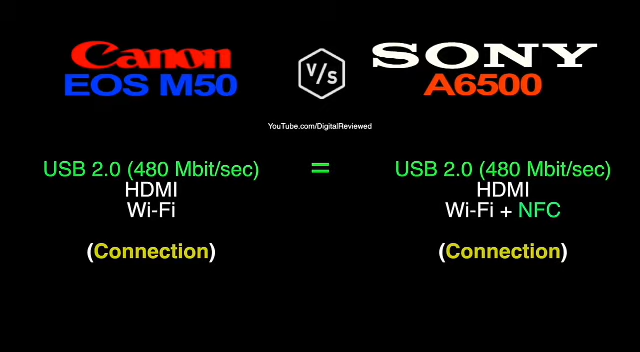 Canon
EOS M50
V/S
SONY
A6500
YouTube.com/DigitalReviewed
USB 2.0 (480 Mbit/sec)
HDMI
Wi-Fi
(Connection)
=
USB 2.0 (480 Mbit/sec)
HDMI
Wi-Fi + NFC
(Connection)